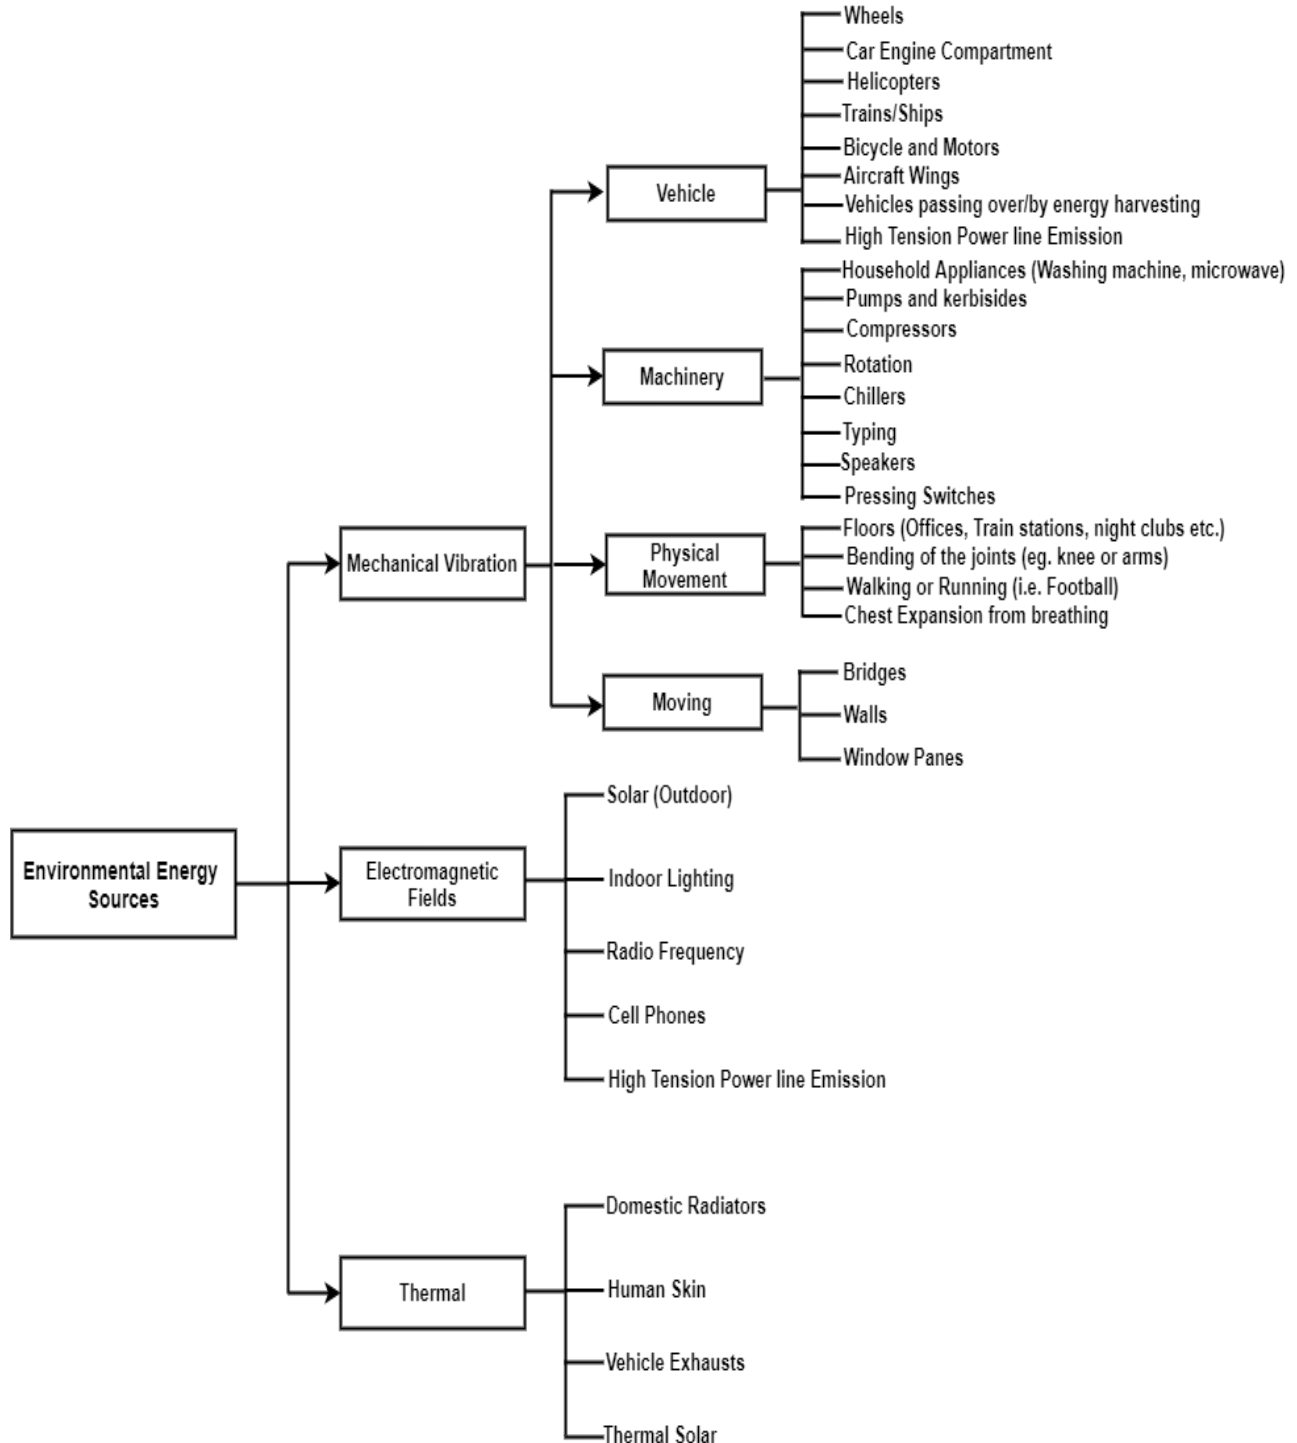 Wheels
Car Engine Compartment
Helicopters
Trains/Ships
Bicycle and Motors
Aircraft Wings
Vehicles passing over/by energy harvesting
High Tension Power line Emission
Vehicle
Household Appliances (Washing machine, microwave)
Pumps and kerbisides
Compressors
Rotation
Chillers
Typing
Speakers
Pressing Switches
Machinery
Floors (Offices, Train stations, night clubs etc.)
Bending of the joints (eg. knee or arms)
Walking or Running (i.e. Football)
Chest Expansion from breathing
Physical
Movement
Mechanical Vibration
Bridges
Walls
Window Panes
Moving
Solar (Outdoor)
Indoor Lighting
Radio Frequency
Cell Phones
High Tension Power line Emission
Electromagnetic
Fields
Environmental Energy
Sources
Domestic Radiators
Human Skin
Vehicle Exhausts
Thermal Solar
Thermal